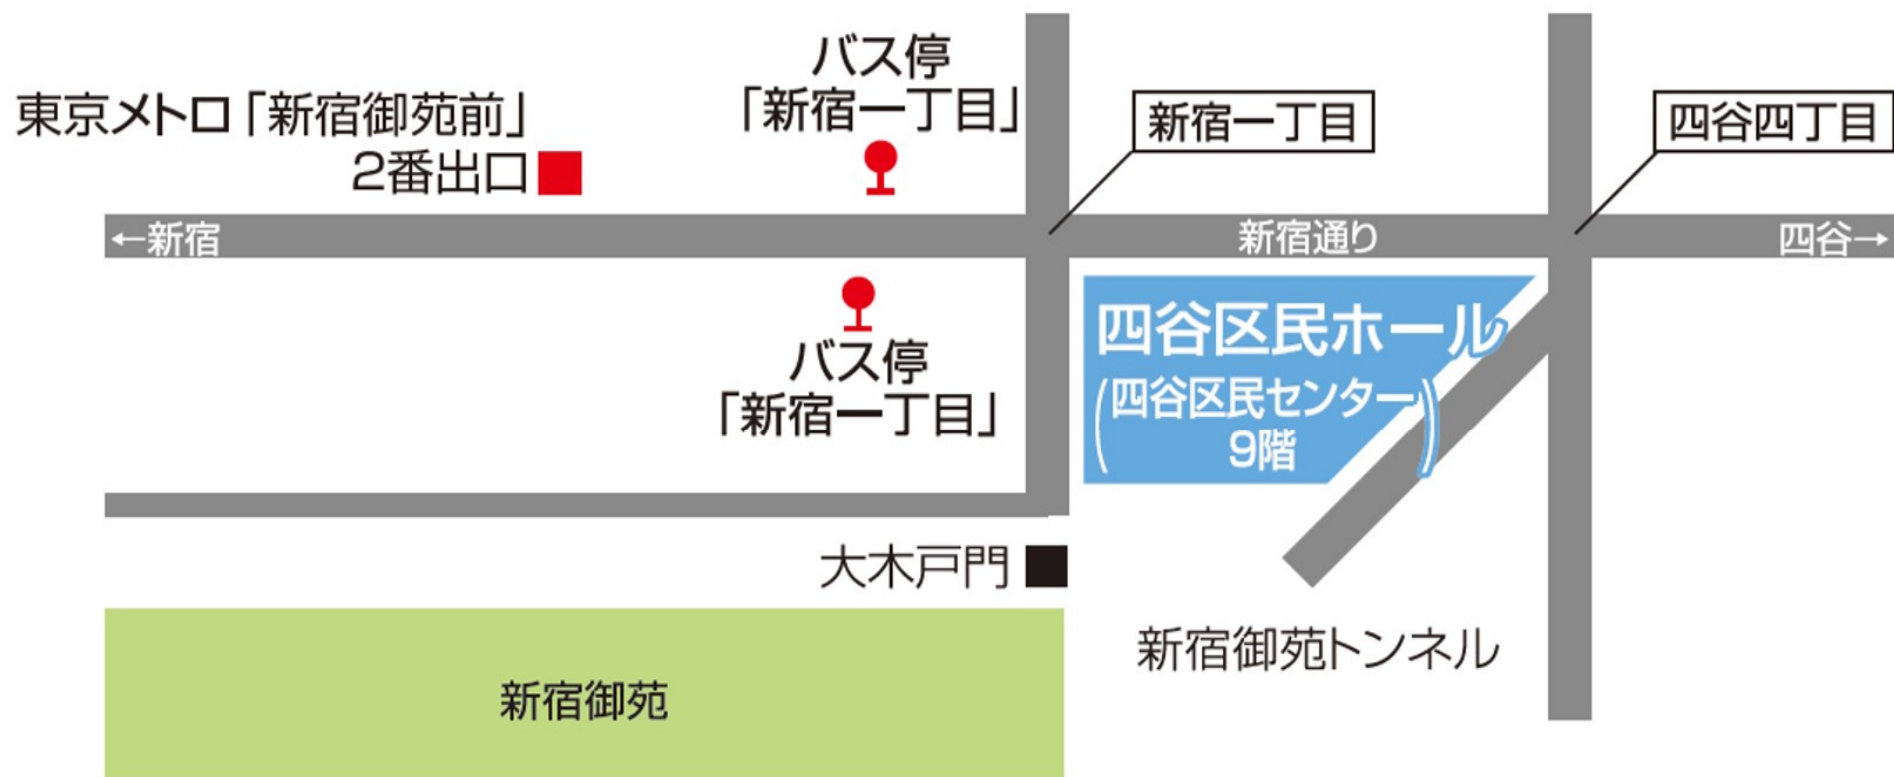 バス停
「新宿一丁目」
東京メトロ「新宿御苑前」
2番出口
新宿一丁目
四谷四丁目
←新宿
新宿通り
四谷→
四谷区民ホール
(四谷区民センター
9階)
バス停
「新宿一丁目」
大木戸門
新宿御苑トンネル
新宿御苑